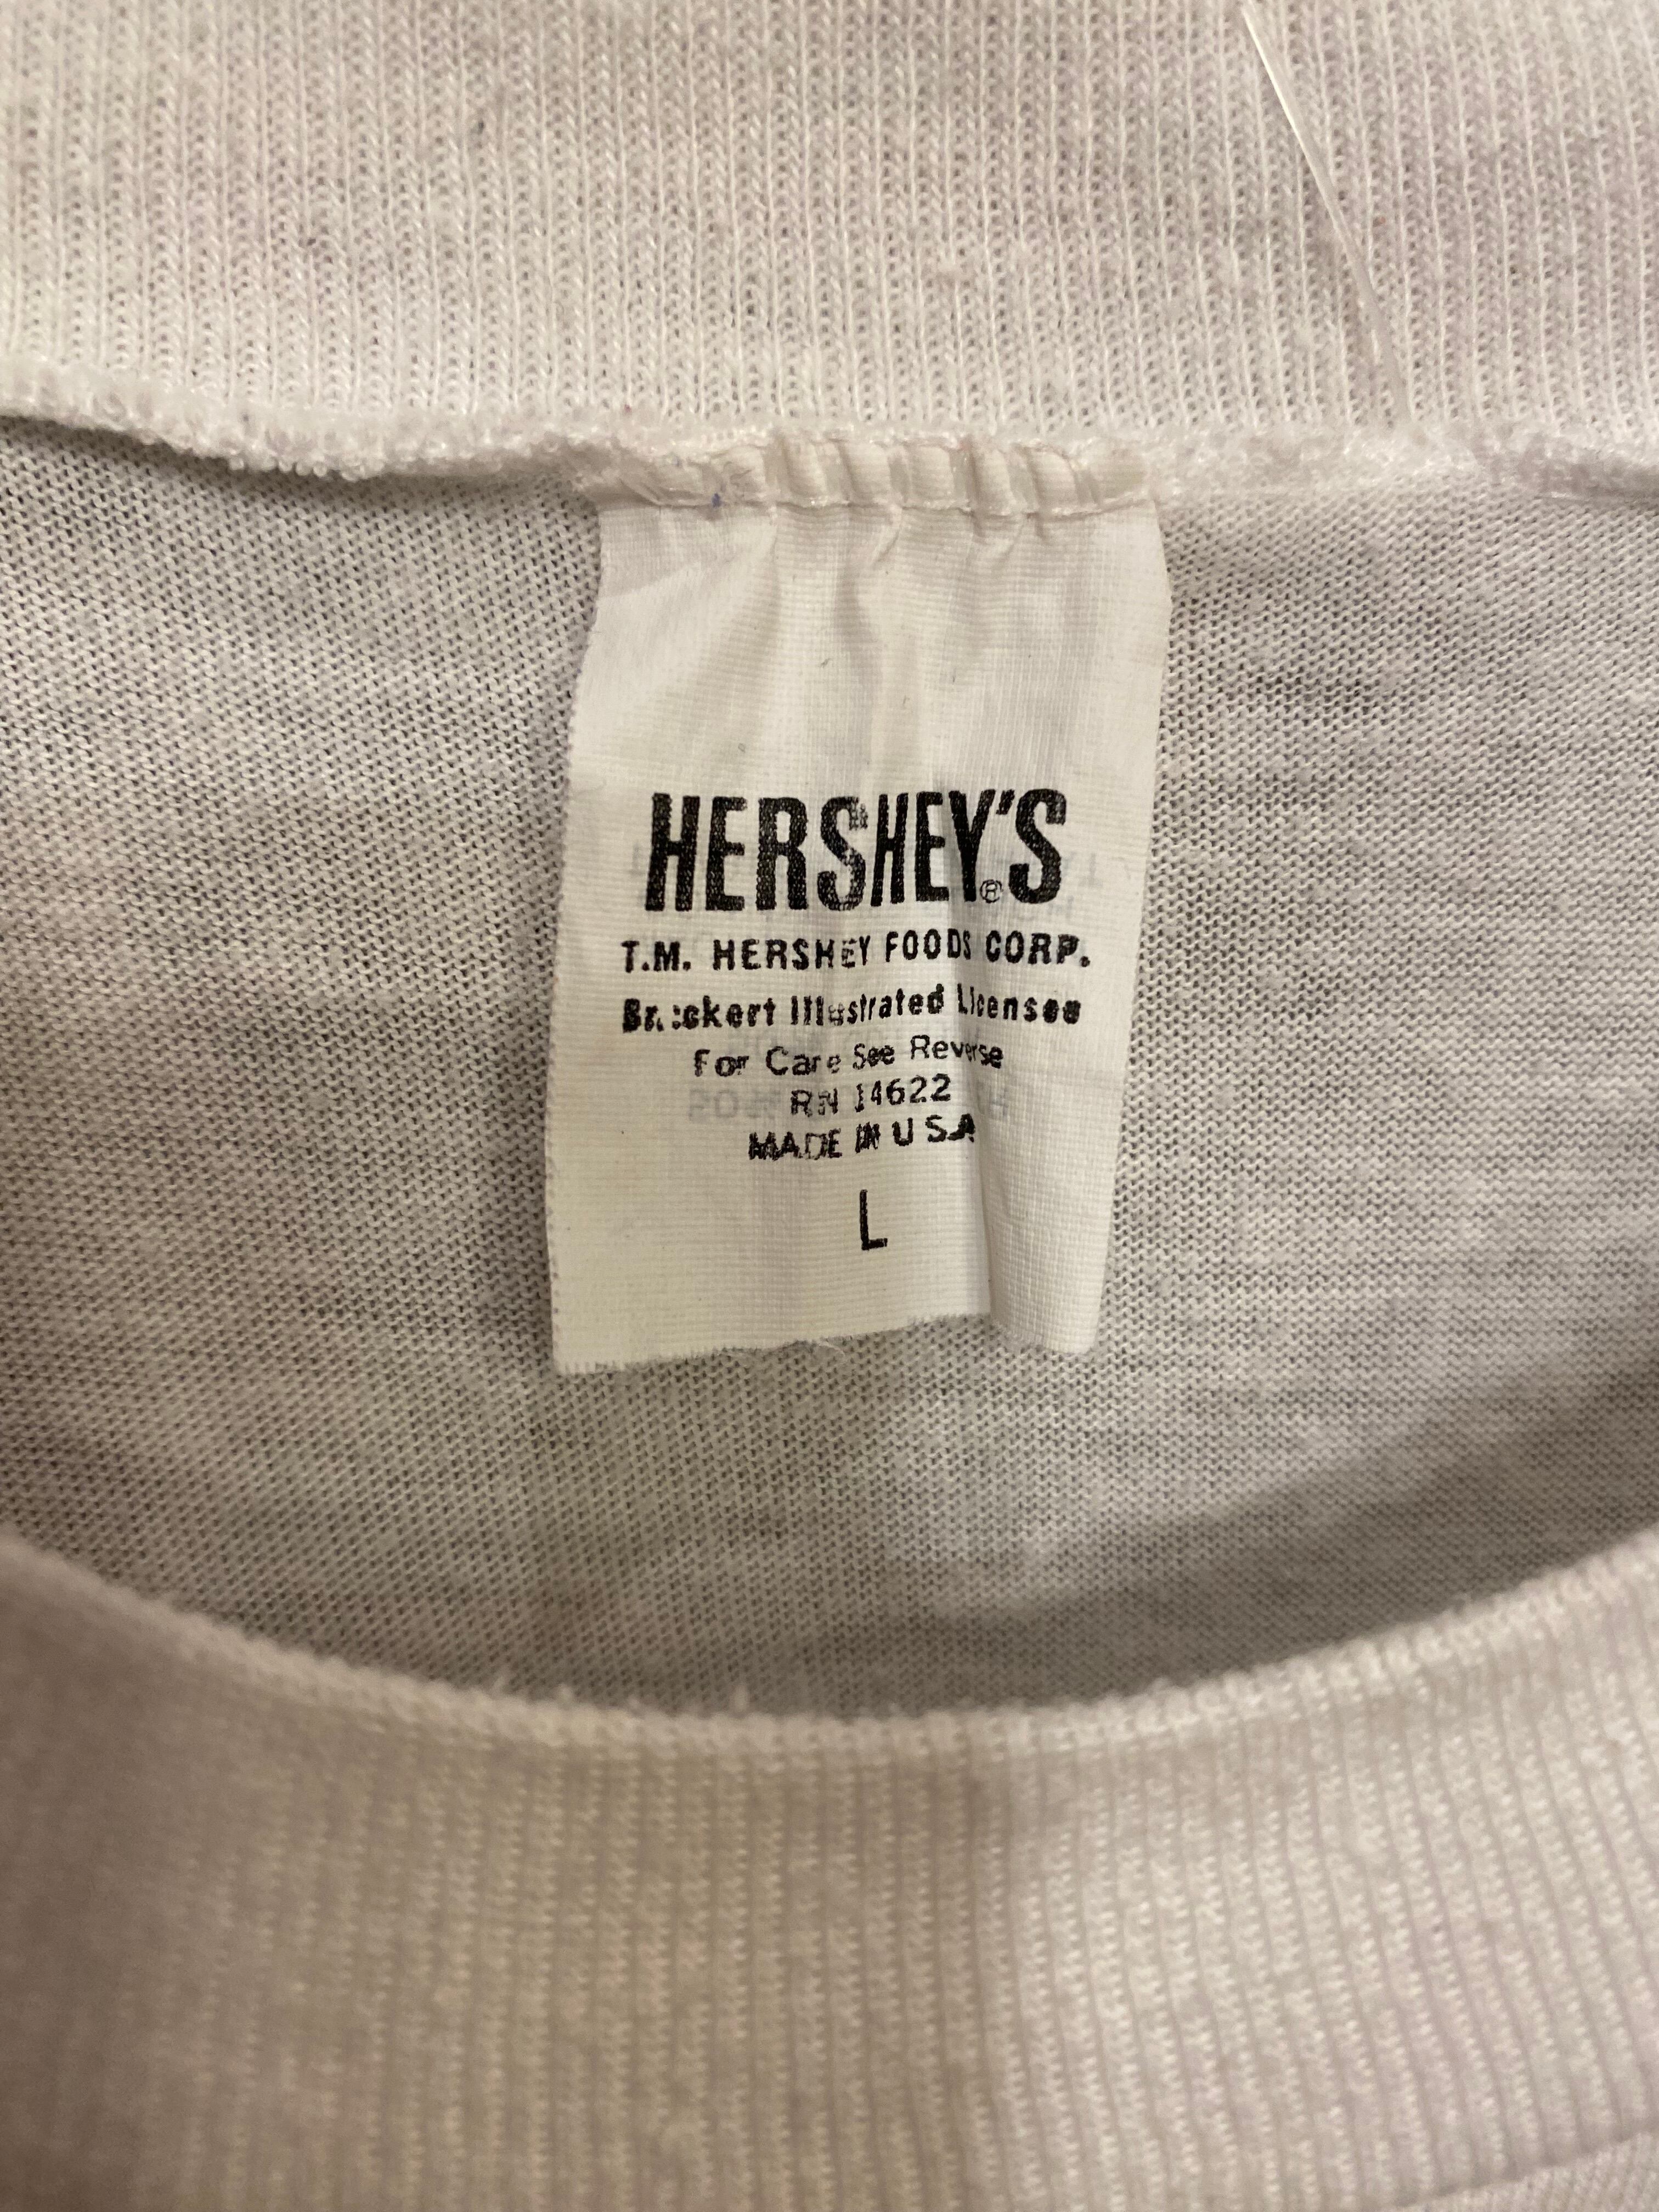 HERSHEY'S®
T.M. HERSHEY FOODS CORP.
Illustrated Licensee
For Care See Reverse
RN 14622
MADE IN U S A
L